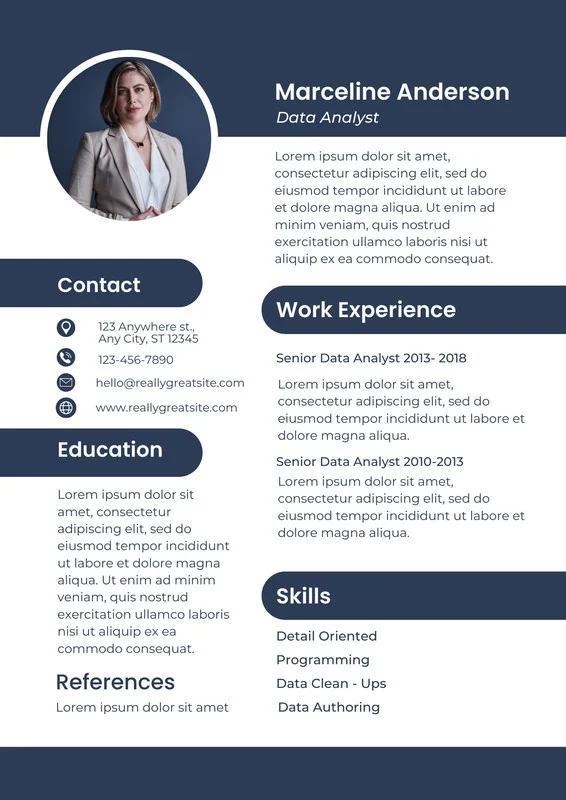 Marceline Anderson
Data Analyst
Lorem ipsum dolor sit amet,
consectetur adipiscing elit, sed do
eiusmod tempor incididunt ut labore
et dolore magna aliqua. Ut enim ad
minim veniam, quis nostrud
exercitation ullamco laboris nisi ut
aliquip ex ea commodo consequat.
Contact
123 Anywhere st.,
Any City, ST 12345
123-456-7890
hello@reallygreatsite.com
www.reallygreatsite.com
Education
Lorem ipsum dolor sit
amet, consectetur
adipiscing elit, sed do
eiusmod tempor incididunt
ut labore et dolore magna
aliqua. Ut enim ad minim
veniam, quis nostrud
exercitation ullamco laboris
nisi ut aliquip ex ea
commodo consequat.
References
Lorem ipsum dolor sit amet
Work Experience
Senior Data Analyst 2013- 2018
Lorem ipsum dolor sit amet,
consectetur adipiscing elit, sed do
eiusmod tempor incididunt ut labore et
dolore magna aliqua.
Senior Data Analyst 2010-2013
Lorem ipsum dolor sit amet,
consectetur adipiscing elit, sed do
eiusmod tempor incididunt ut labore et
dolore magna aliqua.
Skills
Detail Oriented
Programming
Data Clean - Ups
Data Authoring